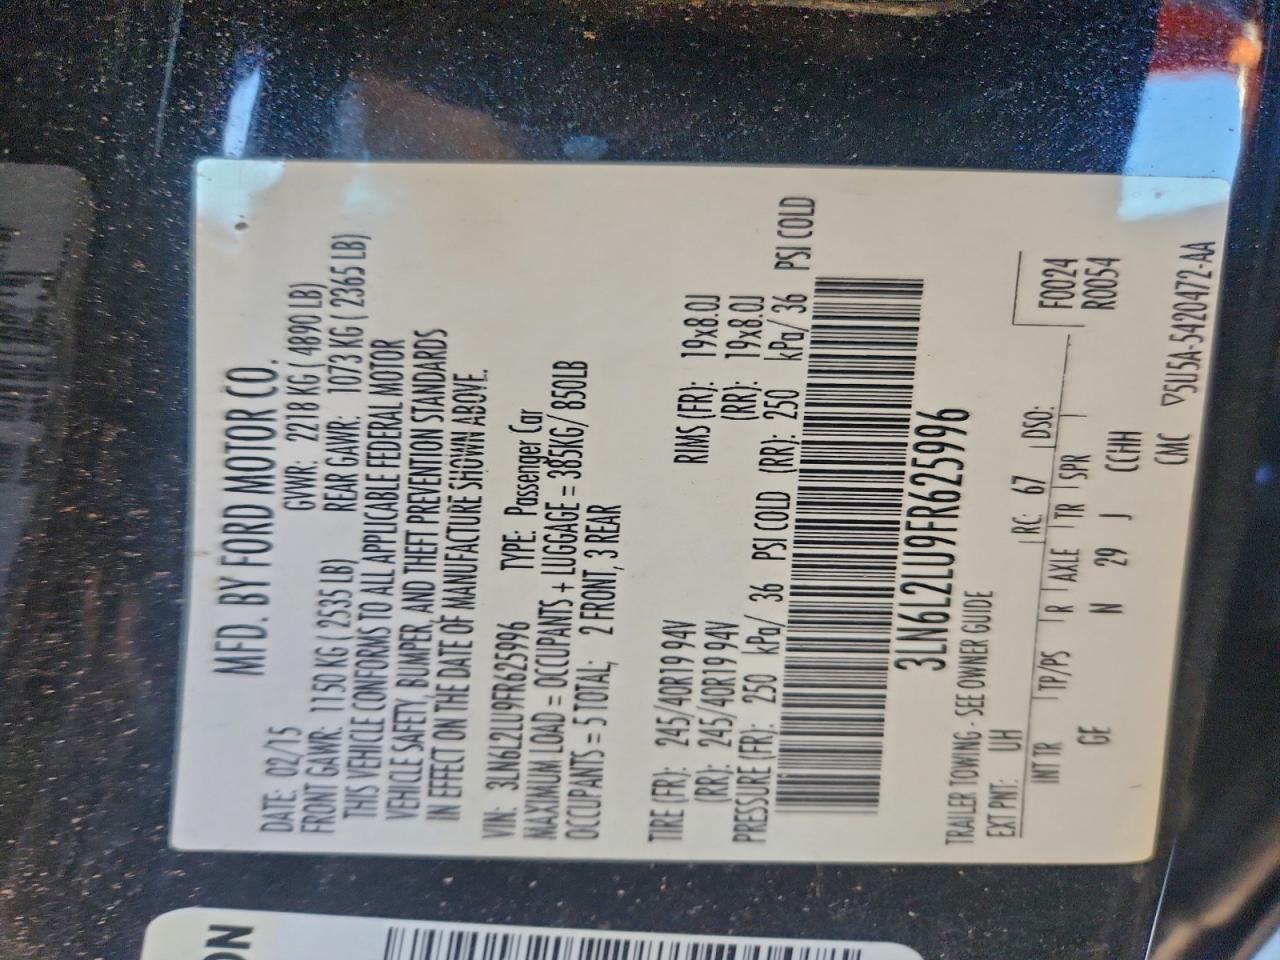 MFD. BY FORD MOTOR CO.
DATE: 02/15 GVWR: 2218 KG ( 4890 LB)
FRONT GAWR: 1150 KG ( 2535 LB) REAR GAWR: 1073 KG ( 2365 LB)
THIS VEHICLE CONFORMS TO ALL APPLICABLE FEDERAL MOTOR
VEHICLE SAFETY, BUMPER, AND THEFT PREVENTION STANDARDS
IN EFFECT ON THE DATE OF MANUFACTURE SHOWN ABOVE.
VIN: 3LN6L2LU9FR625996 TYPE: Passenger Car
MAXIMUM LOAD = OCCUPANTS + LUGGAGE = 385KG/ 850LB
OCCUPANTS = 5 TOTAL; 2 FRONT, 3 REAR
TIRE (FR): 245/40R19 94V RIMS (FR): 19x8.0J
(RR): 245/40R19 94V (RR): 19x8.0J
PRESSURE (FR): 250 kPa/ 36 PSI COLD (RR): 250 kPa/ 36 PSI COLD
3LN6L2LU9FR625996
TRAILER TOWING - SEE OWNER GUIDE
EXT PNT: UH RC: 67 DSO:
INT TR TP/PS R AXLE TR SPR F0024
GE N 29 J CCHH R0054
CMC ▽5U5A-5420472-AA
ON